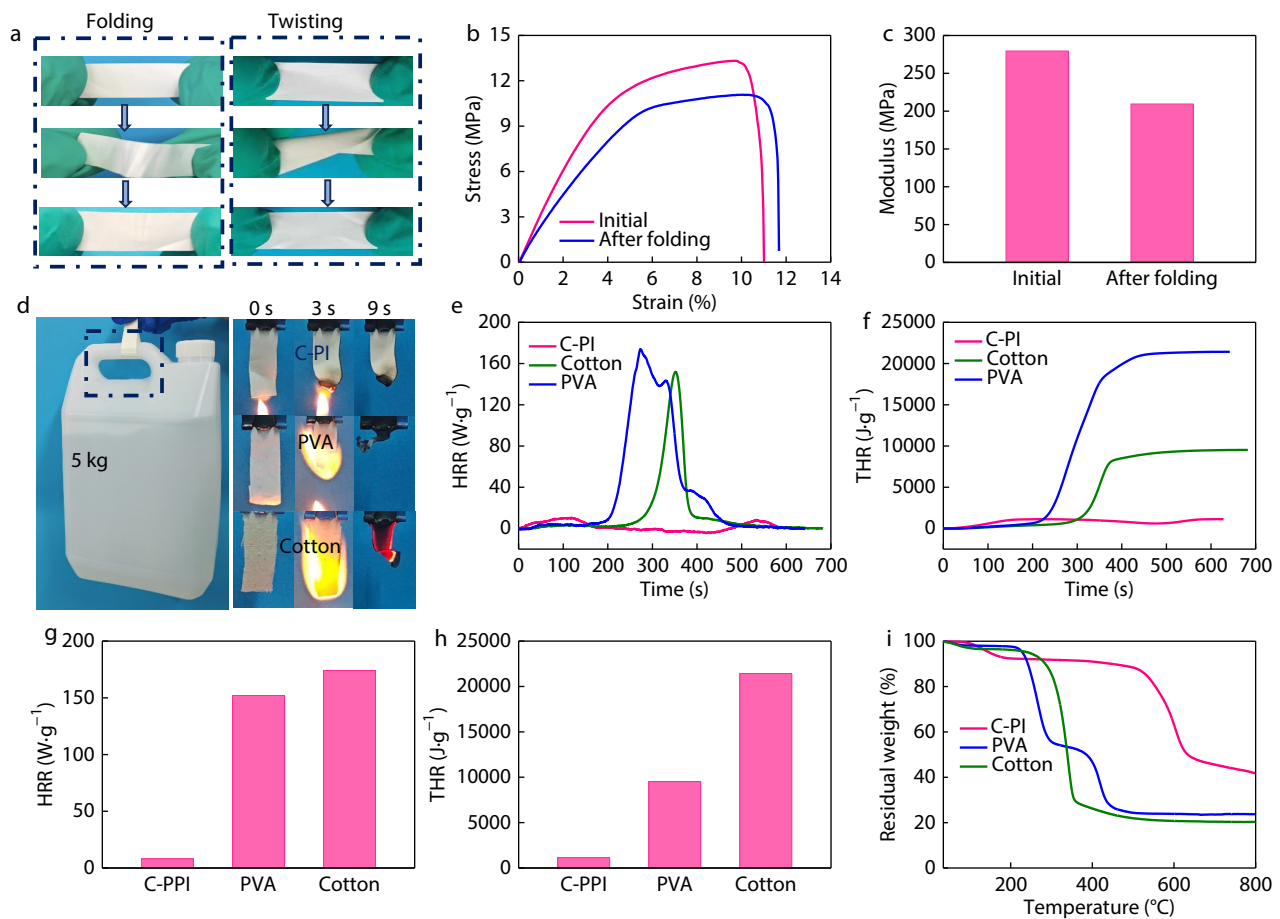 a
Folding
Twisting
b
Stress (MPa)
15
12
9
6
3
0
Initial
After folding
0 2 4 6 8 10 12 14
Strain (%)
c
Modulus (MPa)
300
250
200
150
100
50
0
Initial After folding
d
5 kg
0 s 3 s 9 s
C-PI
PVA
Cotton
e
HRR (W·g−1)
200
160
120
80
40
0
C-PI
Cotton
PVA
0 100 200 300 400 500 600 700
Time (s)
f
THR (J·g−1)
25000
20000
15000
10000
5000
0
C-PI
Cotton
PVA
0 100 200 300 400 500 600 700
Time (s)
g
HRR (W·g−1)
200
150
100
50
0
C-PPI PVA Cotton
h
THR (J·g−1)
25000
20000
15000
10000
5000
0
C-PPI PVA Cotton
i
Residual weight (%)
100
80
60
40
20
0
C-PI
PVA
Cotton
200 400 600 800
Temperature (°C)